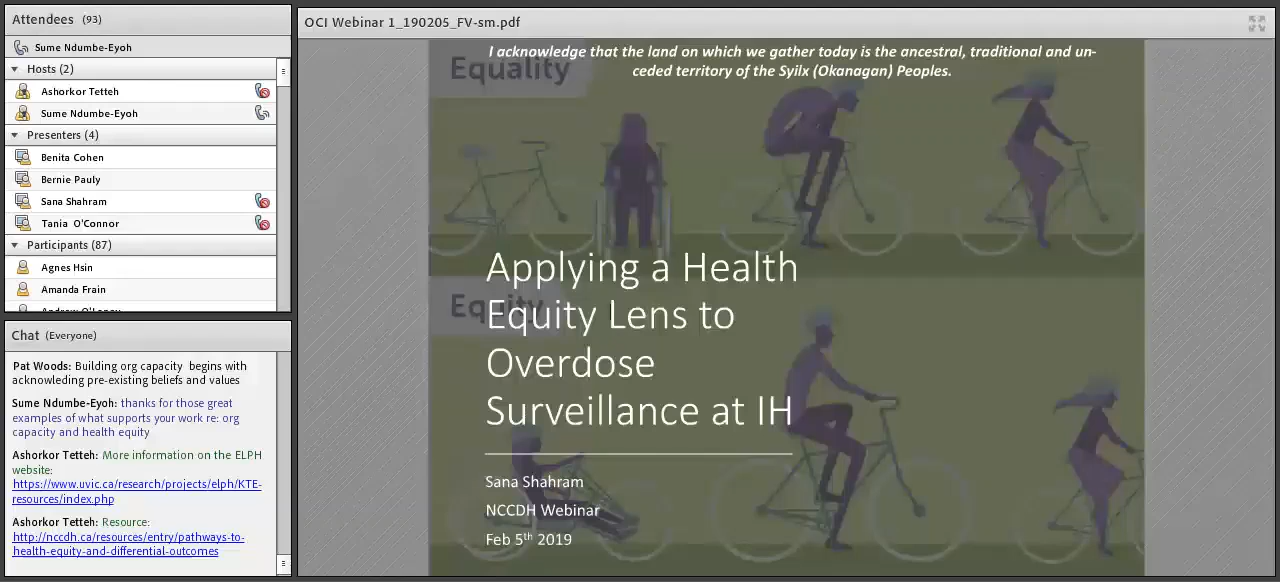 Attendees (93)
Sume Ndumbe-Eyoh
Hosts (2)
Ashorkor Tetteh
Sume Ndumbe-Eyoh
Presenters (4)
Benita Cohen
Bernie Pauly
Sana Shahram
Tania O'Connor
Participants (87)
Agnes Hsin
Amanda Frain
Chat (Everyone)
Pat Woods: Building org capacity begins with
acknowleding pre-existing beliefs and values
Sume Ndumbe-Eyoh: thanks for those great
examples of what supports your work re: org
capacity and health equity
Ashorkor Tetteh: More information on the ELPH
website:
https://www.uvic.ca/research/projects/elph/KTE-
resources/index.php
Ashorkor Tetteh: Resource:
http://nccdh.ca/resources/entry/pathways-to-
health-equity-and-differential-outcomes
OCI Webinar 1_190205_FV-sm.pdf
I acknowledge that the land on which we gather today is the ancestral, traditional and un-
ceded territory of the Syilx (Okanagan) Peoples.
Equality
Equity
Applying a Health
Equity Lens to
Overdose
Surveillance at IH
Sana Shahram
NCCDH Webinar
Feb 5th 2019